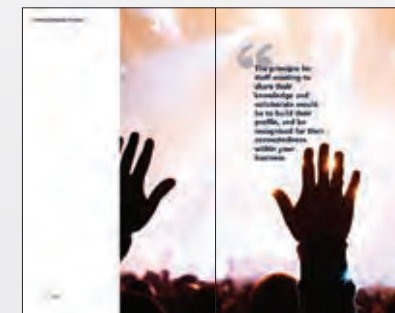 “
The principle for
staff wanting to
share their
knowledge and
collaborate would
be to build their
profile, and be
recognised for their
connectedness
within your
business